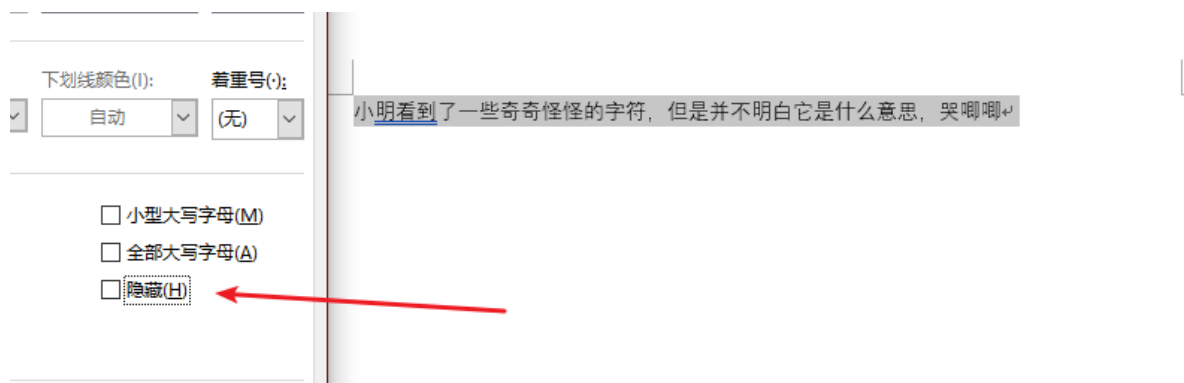 下划线颜色(I):
着重号(·):
自动
(无)
小明看到了一些奇奇怪怪的字符，但是并不明白它是什么意思，哭唧唧↵
小型大写字母(M)
全部大写字母(A)
隐藏(H)